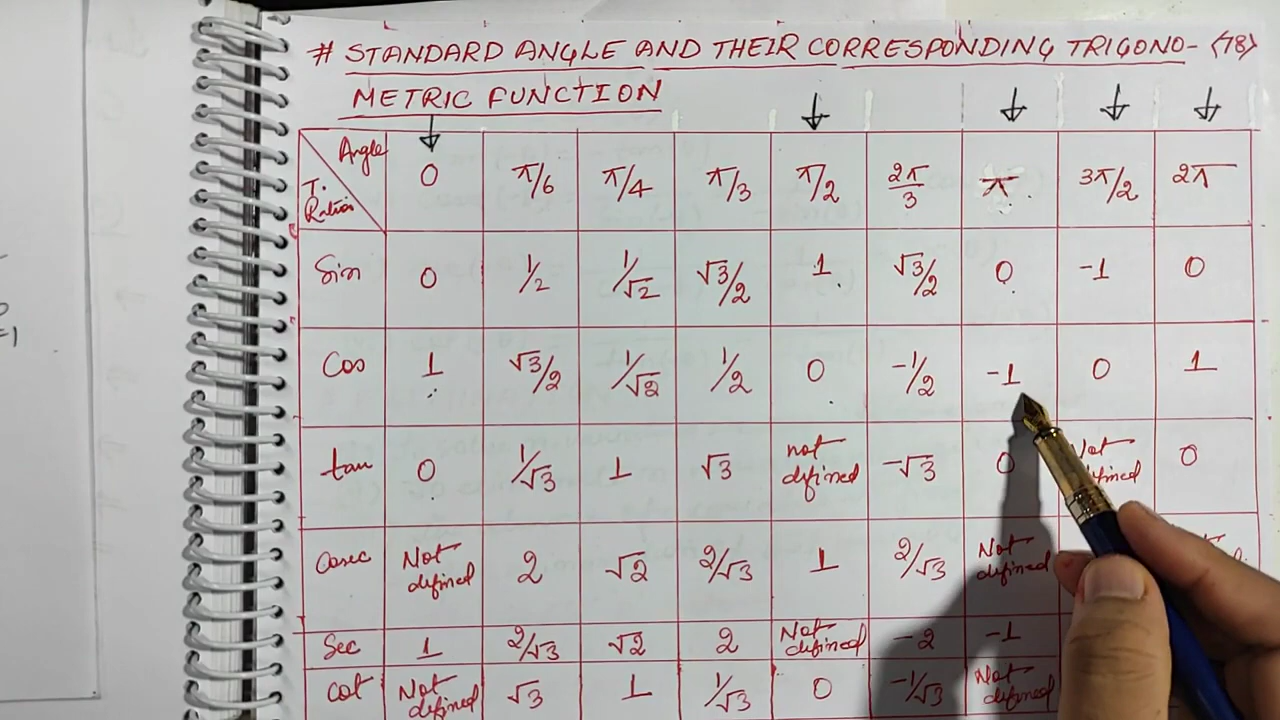 # STANDARD ANGLE AND THEIR CORRESPONDING TRIGONO- <78>
METRIC FUNCTION
Angle T. Ratios 0 π/6 π/4 π/3 π/2 2π/3 π 3π/2 2π
Sin 0 1/2 1/√2 √3/2 1 √3/2 0 -1 0
Cos 1 √3/2 1/√2 1/2 0 -1/2 -1 0 1
tan 0 1/√3 1 √3 not defined -√3 0 Not defined 0
Cosec Not defined 2 √2 2/√3 1 2/√3 Not defined
Sec 1 2/√3 √2 2 Not defined -2 -1
Cot Not defined √3 1 1/√3 0 -1/√3 Not defined